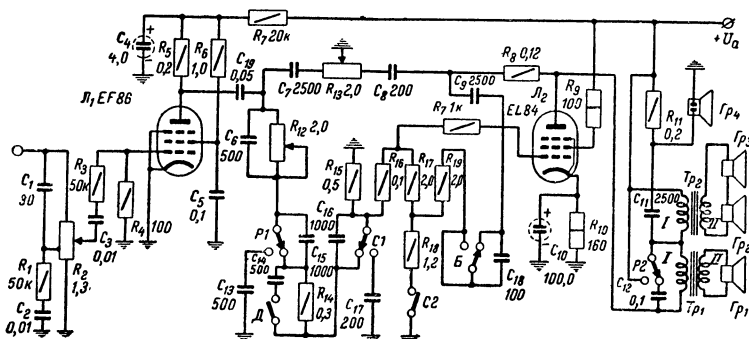 C4
4,0
R5
0,2
R6
1,0
R7 20к
+Ua
C19
0,05
Л1 EF86
C7 2500
R13 2,0
C8 200
C9 2500
R8 0,12
Л2
EL84
R9
100
R11
0,2
Гр4
Гр3
C6
500
R12 2,0
R7 1к
C1
30
R3
50к
C3
0,01
R4 100
C5
0,1
R15
0,5
R16
0,1
R17
2,0
R19
2,0
C16
1000
R1
50к
R2
1,3
C2
0,01
P1
C1
C15
1000
C14
500
C13
500
Д
R14
0,3
C17
200
R18
1,2
C2
Б
C18
100
C10
100,0
R10
160
C11
2500
Тр2
I
II
P2
C12
0,1
I
II
Тр1
Гр2
Гр1